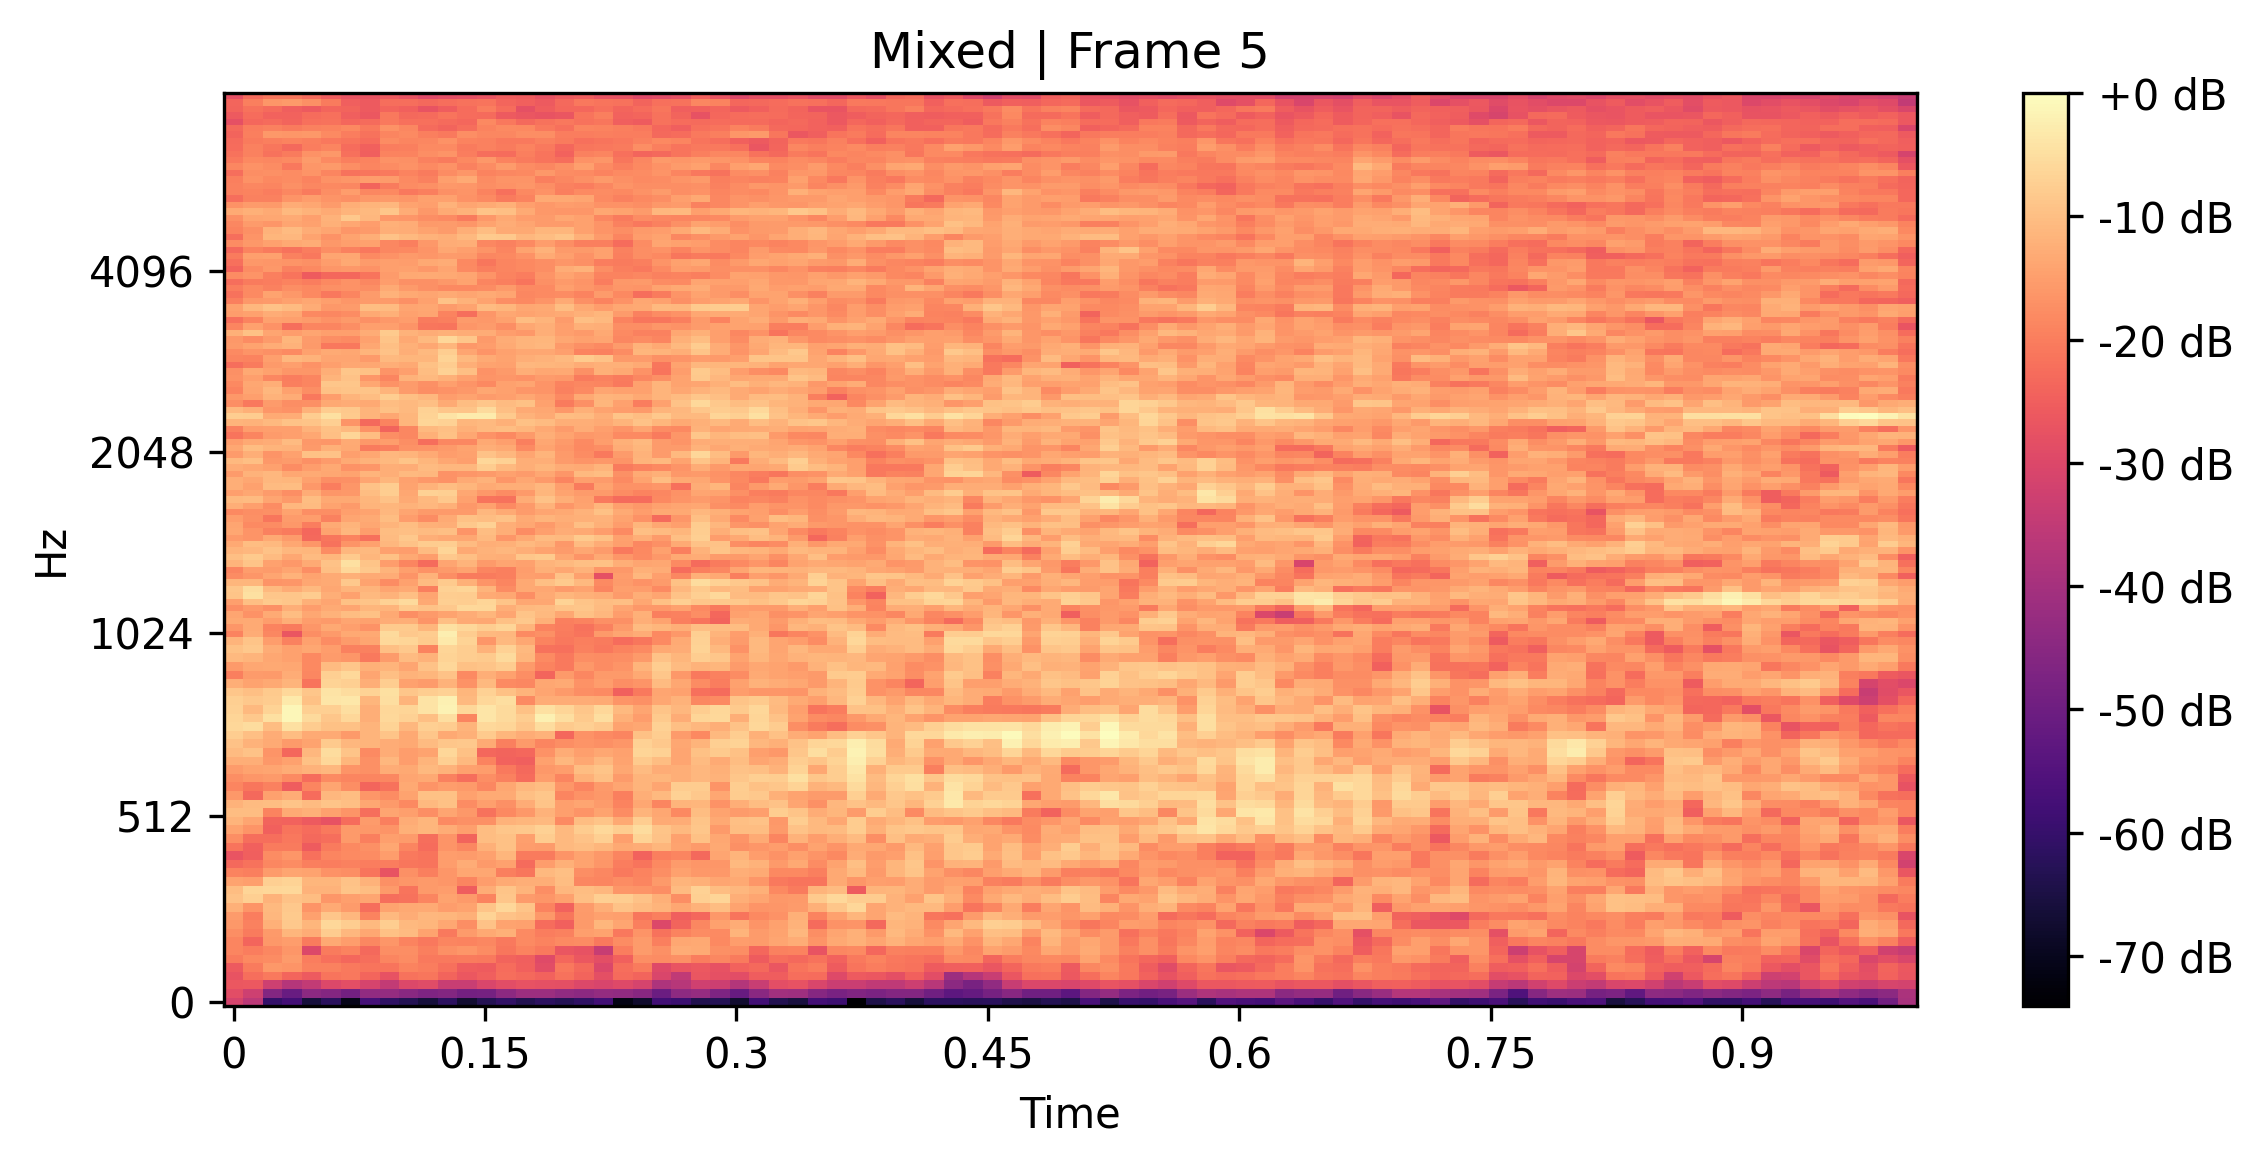 Mixed | Frame 5
+0 dB
-10 dB
-20 dB
-30 dB
-40 dB
-50 dB
-60 dB
-70 dB
Hz
4096
2048
1024
512
0
0 0.15 0.3 0.45 0.6 0.75 0.9
Time